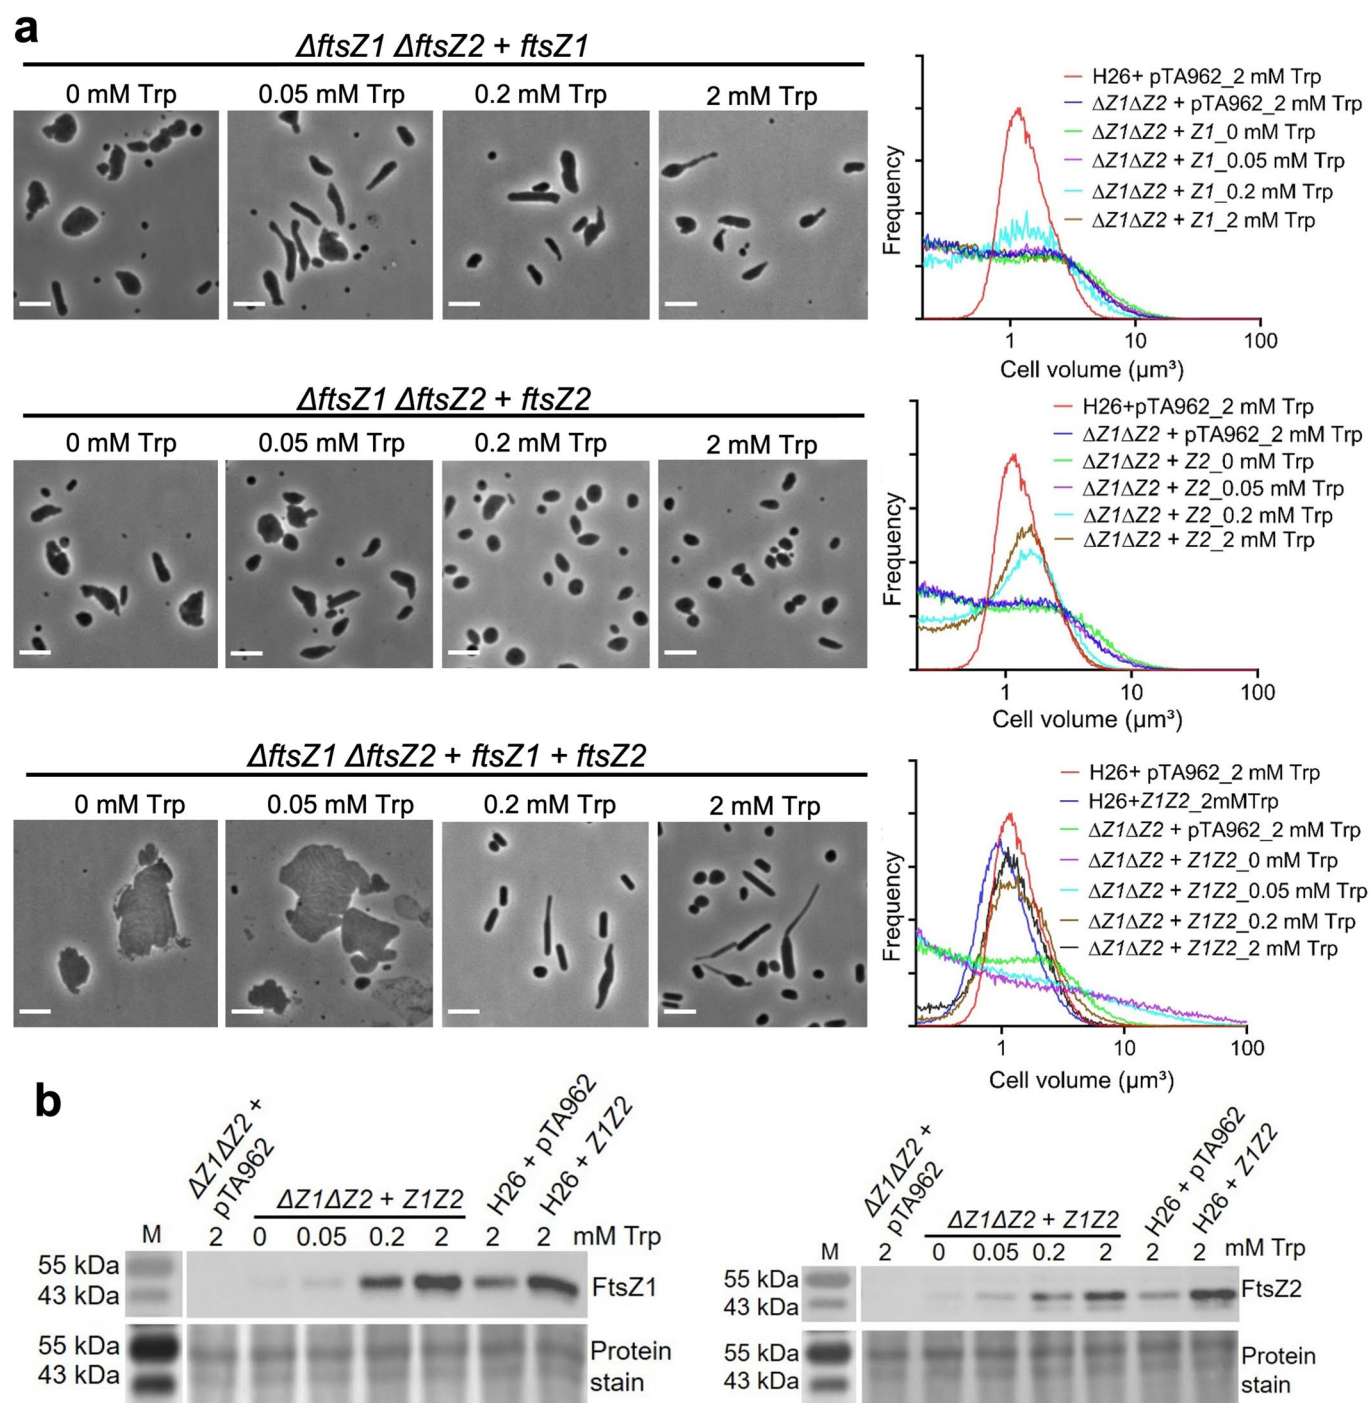 a
ΔftsZ1 ΔftsZ2 + ftsZ1
0 mM Trp
0.05 mM Trp
0.2 mM Trp
2 mM Trp
H26+ pTA962_2 mM Trp
ΔZ1ΔZ2 + pTA962_2 mM Trp
ΔZ1ΔZ2 + Z1_0 mM Trp
ΔZ1ΔZ2 + Z1_0.05 mM Trp
ΔZ1ΔZ2 + Z1_0.2 mM Trp
ΔZ1ΔZ2 + Z1_2 mM Trp
Frequency
1
10
100
Cell volume (µm³)
ΔftsZ1 ΔftsZ2 + ftsZ2
0 mM Trp
0.05 mM Trp
0.2 mM Trp
2 mM Trp
H26+pTA962_2 mM Trp
ΔZ1ΔZ2 + pTA962_2 mM Trp
ΔZ1ΔZ2 + Z2_0 mM Trp
ΔZ1ΔZ2 + Z2_0.05 mM Trp
ΔZ1ΔZ2 + Z2_0.2 mM Trp
ΔZ1ΔZ2 + Z2_2 mM Trp
Frequency
1
10
100
Cell volume (µm³)
ΔftsZ1 ΔftsZ2 + ftsZ1 + ftsZ2
0 mM Trp
0.05 mM Trp
0.2 mM Trp
2 mM Trp
H26+ pTA962_2 mM Trp
H26+Z1Z2_2mMTrp
ΔZ1ΔZ2 + pTA962_2 mM Trp
ΔZ1ΔZ2 + Z1Z2_0 mM Trp
ΔZ1ΔZ2 + Z1Z2_0.05 mM Trp
ΔZ1ΔZ2 + Z1Z2_0.2 mM Trp
ΔZ1ΔZ2 + Z1Z2_2 mM Trp
Frequency
1
10
100
Cell volume (µm³)
b
ΔZ1ΔZ2 +
pTA962
ΔZ1ΔZ2 + Z1Z2
H26 + pTA962
H26 + Z1Z2
M
2
0
0.05
0.2
2
2
2
mM Trp
55 kDa
43 kDa
FtsZ1
55 kDa
43 kDa
Protein
stain
ΔZ1ΔZ2 +
pTA962
ΔZ1ΔZ2 + Z1Z2
H26 + pTA962
H26 + Z1Z2
M
2
0
0.05
0.2
2
2
2
mM Trp
55 kDa
43 kDa
FtsZ2
55 kDa
43 kDa
Protein
stain